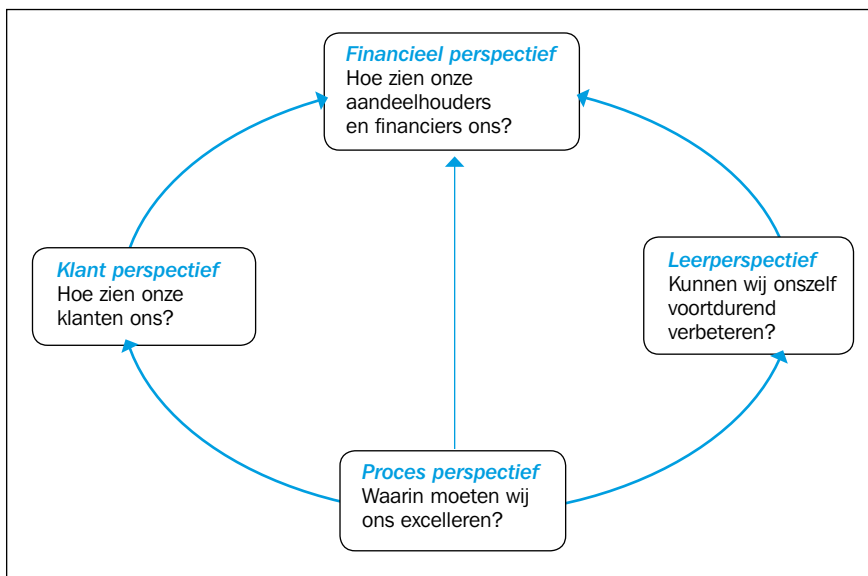 Financieel perspectief
Hoe zien onze
aandeelhouders
en financiers ons?
Klant perspectief
Hoe zien onze
klanten ons?
Leerperspectief
Kunnen wij onszelf
voortdurend
verbeteren?
Proces perspectief
Waarin moeten wij
ons excelleren?